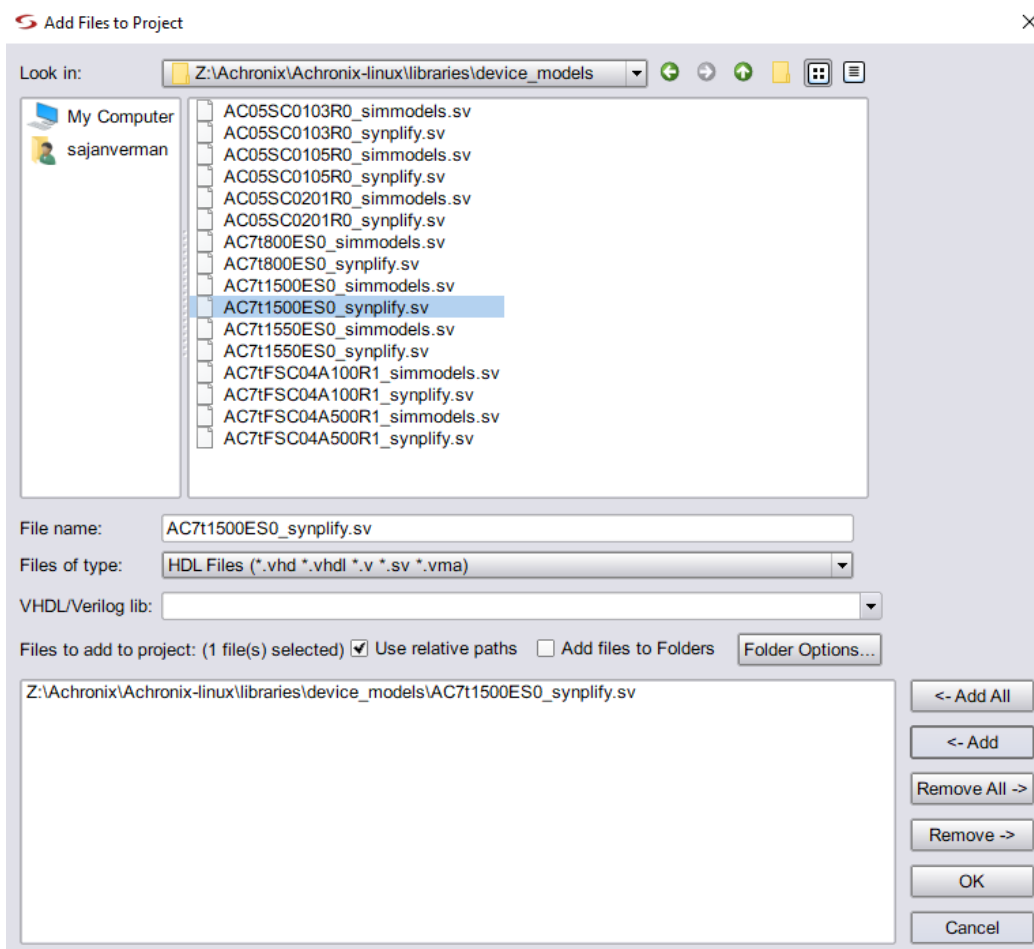 Add Files to Project
Look in: Z:\Achronix\Achronix-linux\libraries\device_models
My Computer
sajanverman
AC05SC0103R0_simmodels.sv
AC05SC0103R0_synplify.sv
AC05SC0105R0_simmodels.sv
AC05SC0105R0_synplify.sv
AC05SC0201R0_simmodels.sv
AC05SC0201R0_synplify.sv
AC7t800ES0_simmodels.sv
AC7t800ES0_synplify.sv
AC7t1500ES0_simmodels.sv
AC7t1500ES0_synplify.sv
AC7t1550ES0_simmodels.sv
AC7t1550ES0_synplify.sv
AC7tFSC04A100R1_simmodels.sv
AC7tFSC04A100R1_synplify.sv
AC7tFSC04A500R1_simmodels.sv
AC7tFSC04A500R1_synplify.sv
File name: AC7t1500ES0_synplify.sv
Files of type: HDL Files (*.vhd *.vhdl *.v *.sv *.vma)
VHDL/Verilog lib:
Files to add to project: (1 file(s) selected) Use relative paths Add files to Folders Folder Options...
Z:\Achronix\Achronix-linux\libraries\device_models\AC7t1500ES0_synplify.sv
<- Add All
<- Add
Remove All ->
Remove ->
OK
Cancel